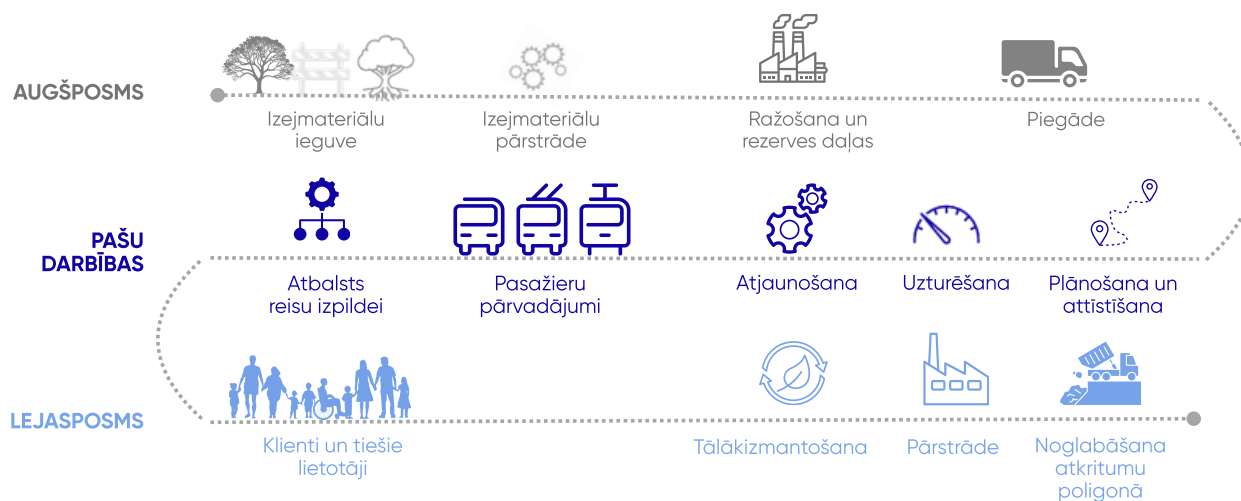 AUGŠPOSMS
Izejmateriālu
ieguve
Izejmateriālu
pārstrāde
Ražošana un
rezerves daļas
Piegāde
PAŠU
DARBĪBAS
Atbalsts
reisu izpildei
Pasažieru
pārvadājumi
Atjaunošana
Uzturēšana
Plānošana un
attīstīšana
LEJASPOSMS
Klienti un tiešie
lietotāji
Tālākizmantošana
Pārstrāde
Noglabāšana
atkritumu
poligonā